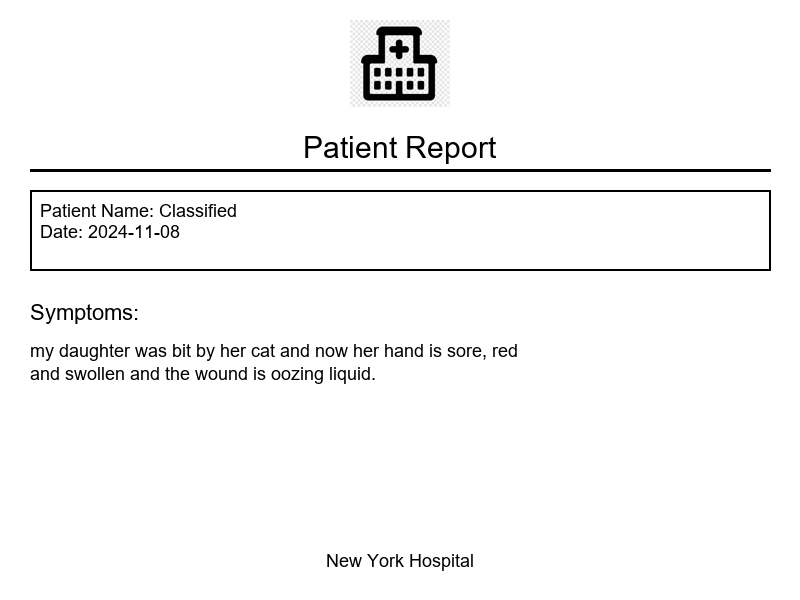 Patient Report
Patient Name: Classified
Date: 2024-11-08
Symptoms:
my daughter was bit by her cat and now her hand is sore, red
and swollen and the wound is oozing liquid.
New York Hospital